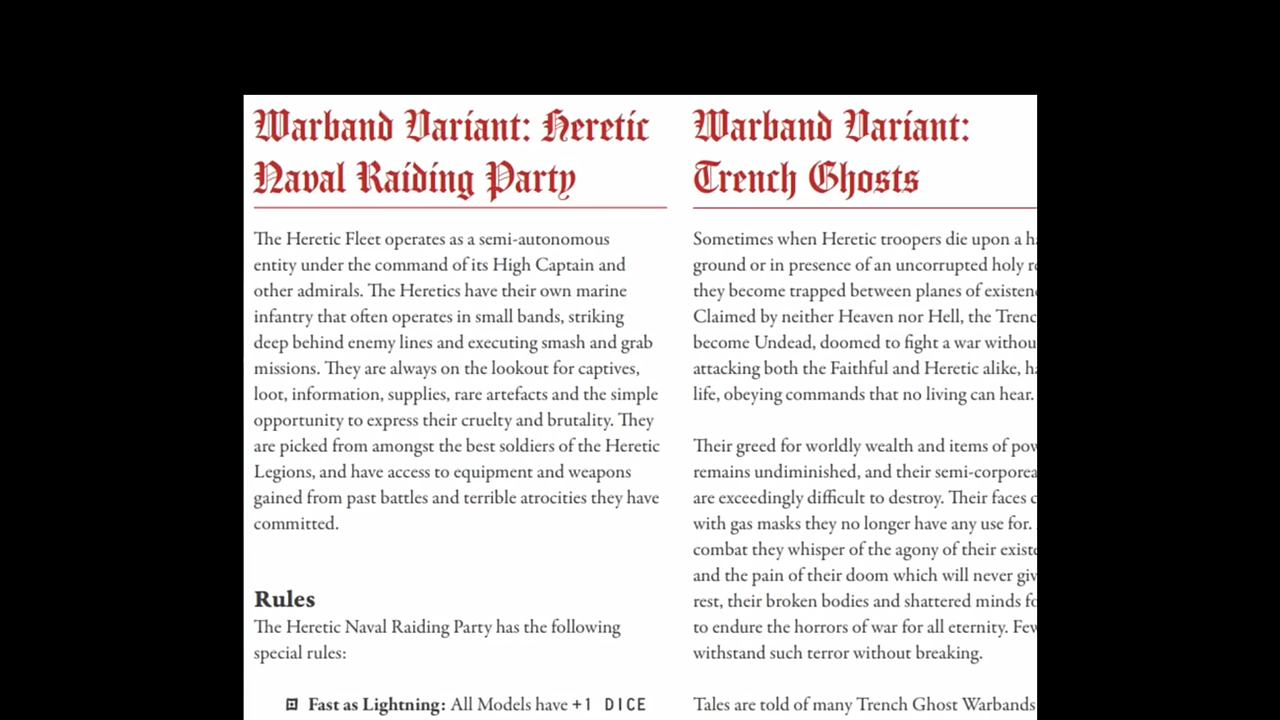 Warband Variant: Heretic
Naval Raiding Party
The Heretic Fleet operates as a semi-autonomous
entity under the command of its High Captain and
other admirals. The Heretics have their own marine
infantry that often operates in small bands, striking
deep behind enemy lines and executing smash and grab
missions. They are always on the lookout for captives,
loot, information, supplies, rare artefacts and the simple
opportunity to express their cruelty and brutality. They
are picked from amongst the best soldiers of the Heretic
Legions, and have access to equipment and weapons
gained from past battles and terrible atrocities they have
committed.
Rules
The Heretic Naval Raiding Party has the following
special rules:
Fast as Lightning: All Models have +1 DICE
Warband Variant:
Trench Ghosts
Sometimes when Heretic troopers die upon a
ground or in presence of an uncorrupted holy
they become trapped between planes of
Claimed by neither Heaven nor Hell, the
become Undead, doomed to fight a war
attacking both the Faithful and Heretic alike,
life, obeying commands that no living can hear.
Their greed for worldly wealth and items of
remains undiminished, and their
are exceedingly difficult to destroy. Their faces
with gas masks they no longer have any use for.
combat they whisper of the agony of their
and the pain of their doom which will never
rest, their broken bodies and shattered minds
to endure the horrors of war for all eternity. Few
withstand such terror without breaking.
Tales are told of many Trench Ghost Warbands